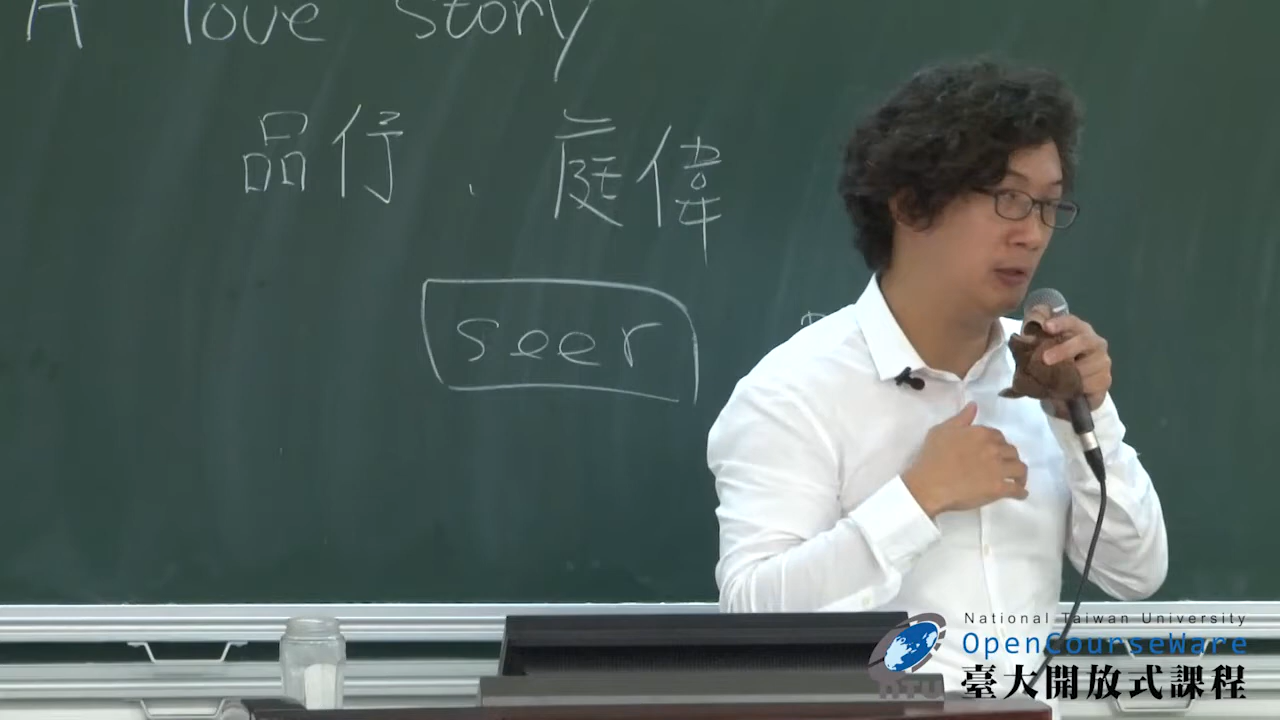 A love story
品仔、庭偉
seer
National Taiwan University
OpenCourseWare
臺大開放式課程